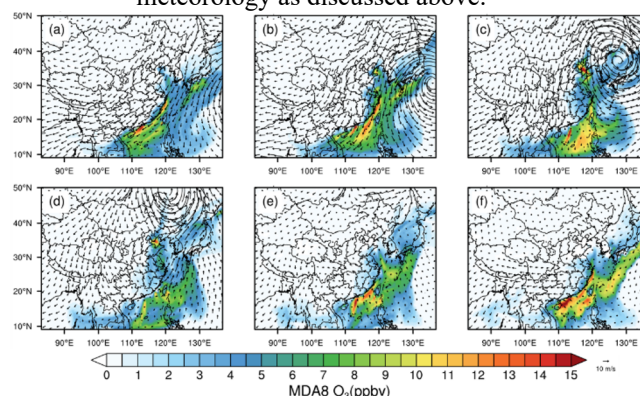 meteorology as discussed above.
50°N (a) (b) (c)
40°N
30°N
20°N
10°N
90°E 100°E 110°E 120°E 130°E 90°E 100°E 110°E 120°E 130°E 90°E 100°E 110°E 120°E 130°E
50°N (d) (e) (f)
40°N
30°N
20°N
10°N
90°E 100°E 110°E 120°E 130°E 90°E 100°E 110°E 120°E 130°E 90°E 100°E 110°E 120°E 130°E
0 1 2 3 4 5 6 7 8 9 10 11 12 13 14 15
10 m/s
MDA8 O3(ppbv)